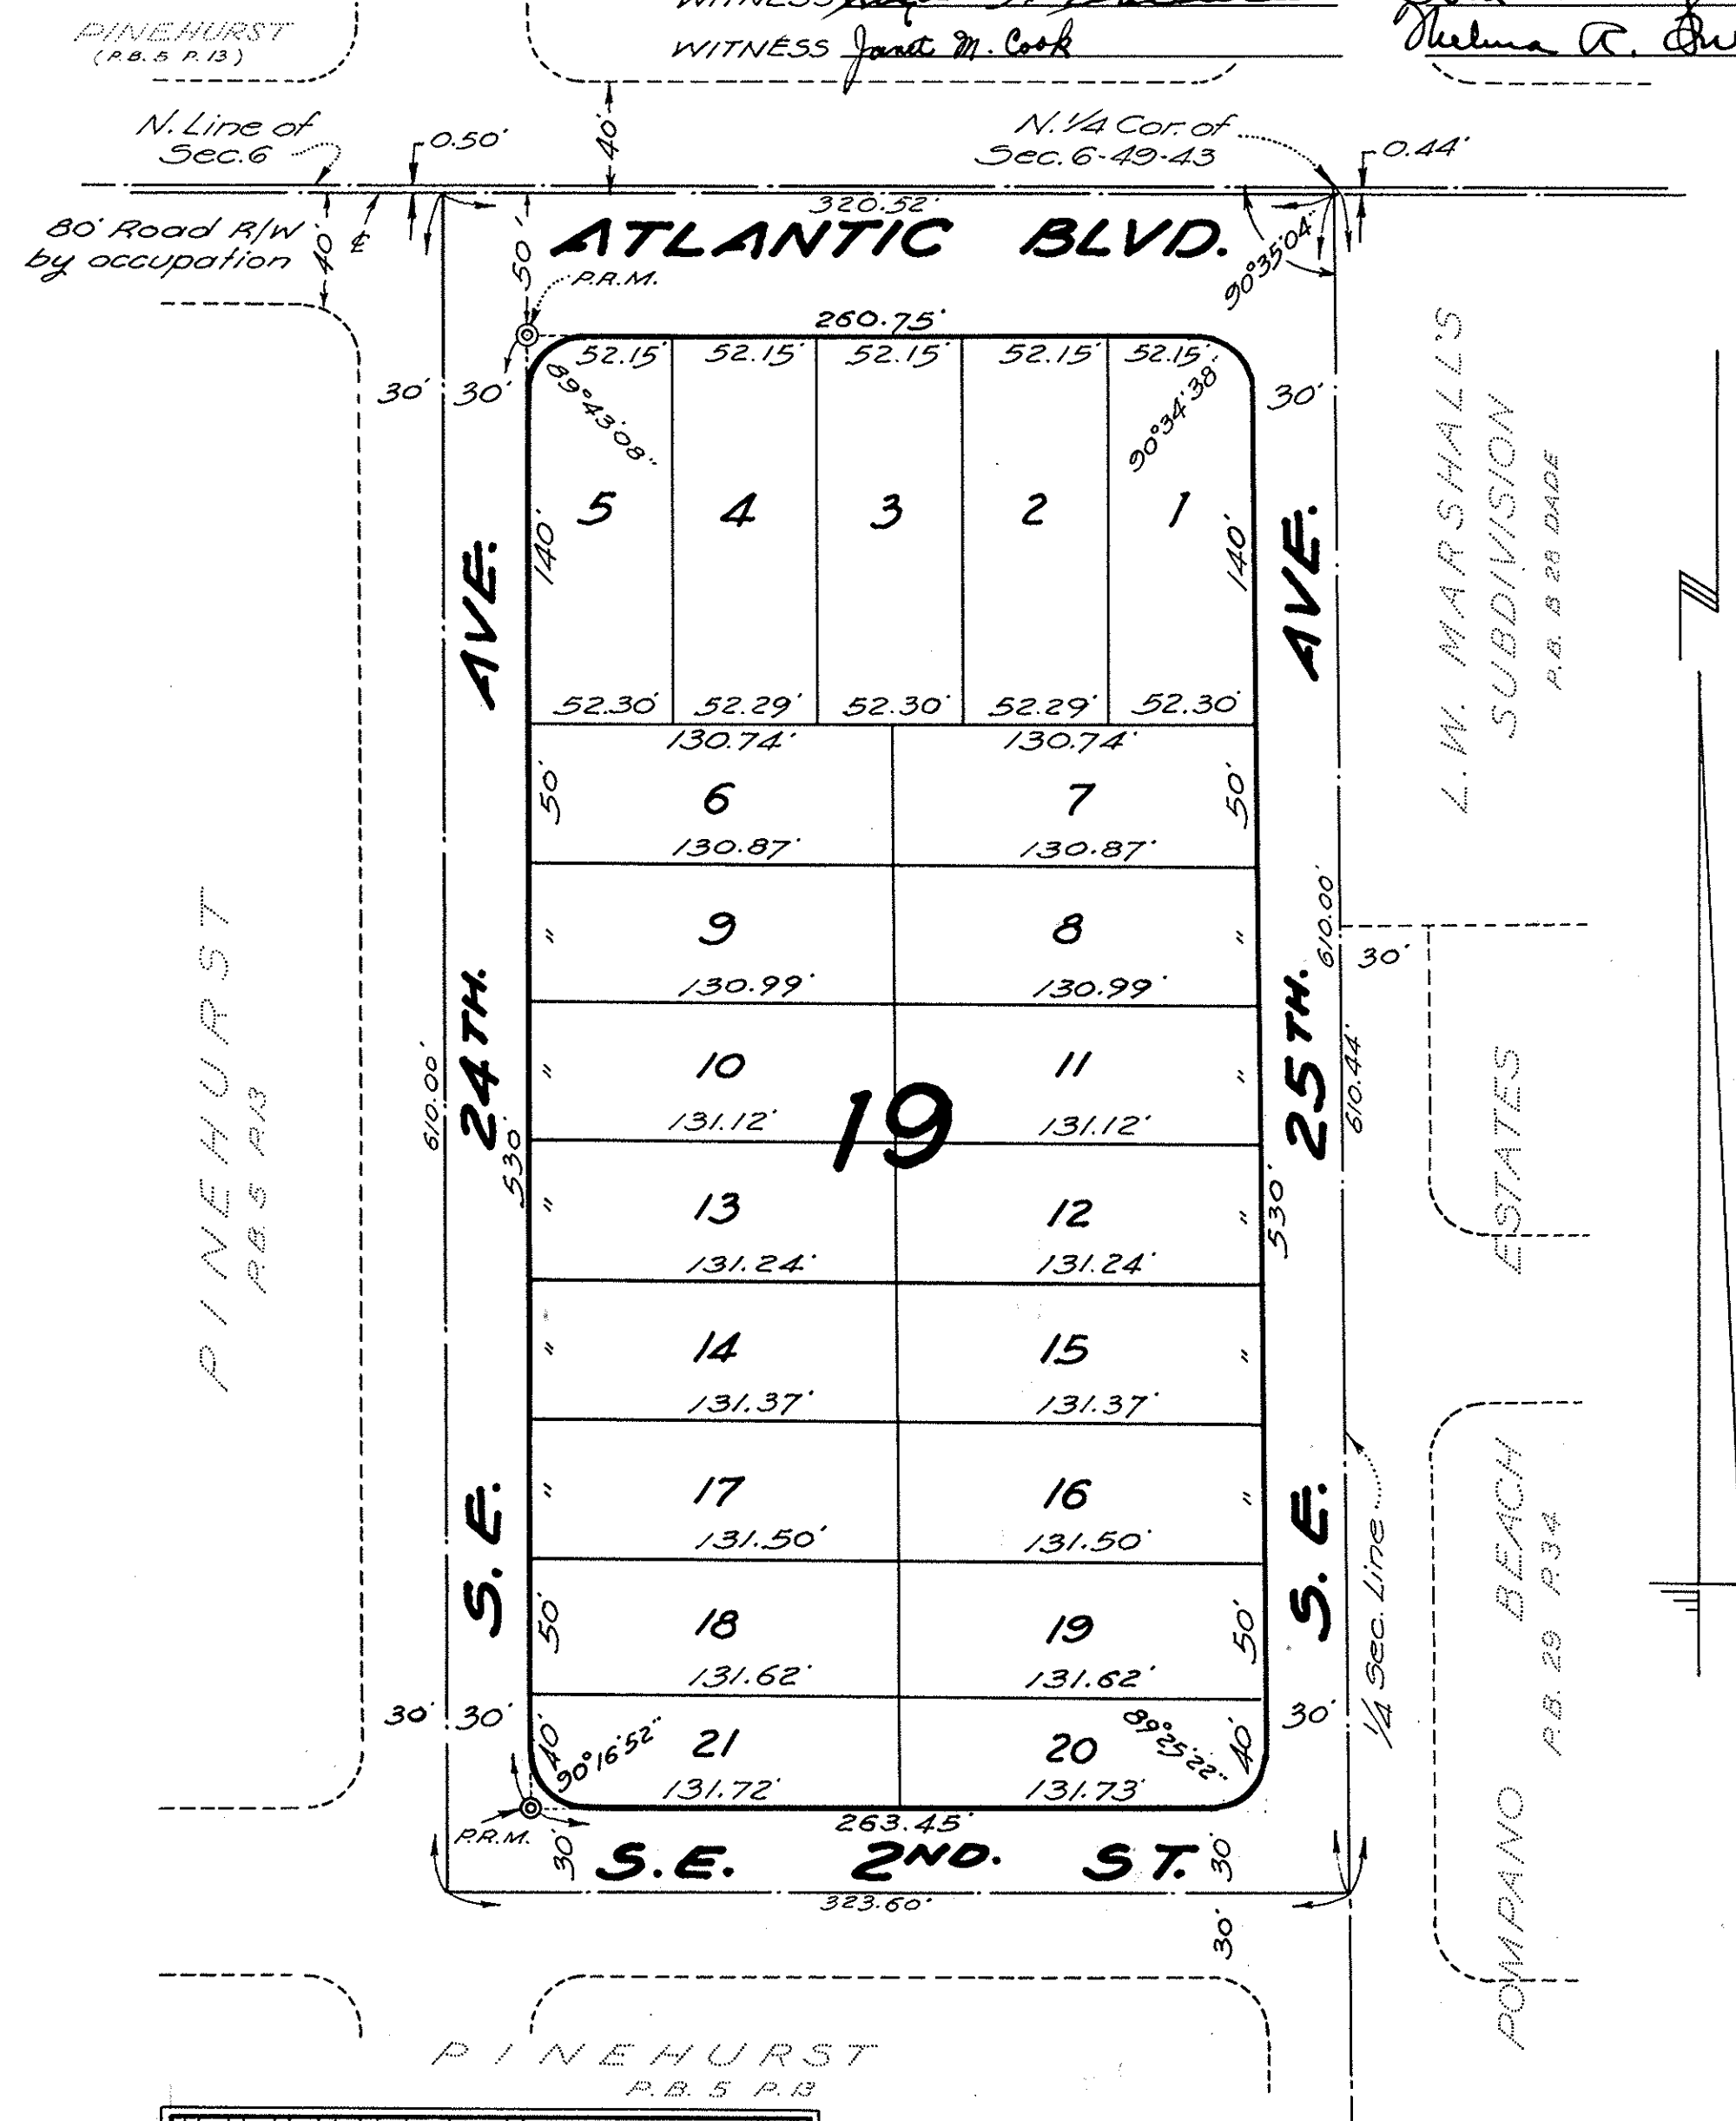 PINEHURST
(P.B. 5 P. 13)
WITNESS
WITNESS Janet M. Cook
Thelma R.
N. Line of
Sec. 6
0.50'
40'
N. 1/4 Cor. of
Sec. 6-49-43
0.44'
80' Road R/W
by occupation
40'
℄
320.52'
50'
ATLANTIC BLVD.
90°35'04"
P.R.M.
260.75'
52.15' 52.15' 52.15' 52.15' 52.15'
30' 30'
89°43'08"
90°34'38"
30'
5 4 3 2 1
140'
140'
52.30' 52.29' 52.30' 52.29' 52.30'
130.74' 130.74'
50' 6 7 50'
130.87' 130.87'
" 9 8 "
130.99' 130.99'
" 10 11 "
131.12' 131.12'
19
" 13 12 "
131.24' 131.24'
" 14 15 "
131.37' 131.37'
" 17 16 "
131.50' 131.50'
50' 18 19 50'
131.62' 131.62'
30' 30'
40' 21 20 40'
90°16'52"
89°25'22"
30'
131.72' 131.73'
263.45'
P.R.M.
30'
S.E. 2ND. ST.
30'
323.60'
30'
S.E. 24TH. AVE.
610.00'
530'
S.E. 25TH. AVE.
530'
610.00'
610.44'
30'
1/4 Sec. Line
PINEHURST
P.B. 5 P. 13
L.W. MARSHALL'S
SUBDIVISION
P.B. B 28 DADE
POMPANO BEACH ESTATES
P.B. 29 P. 34
PINEHURST
P.B. 5 P. 13